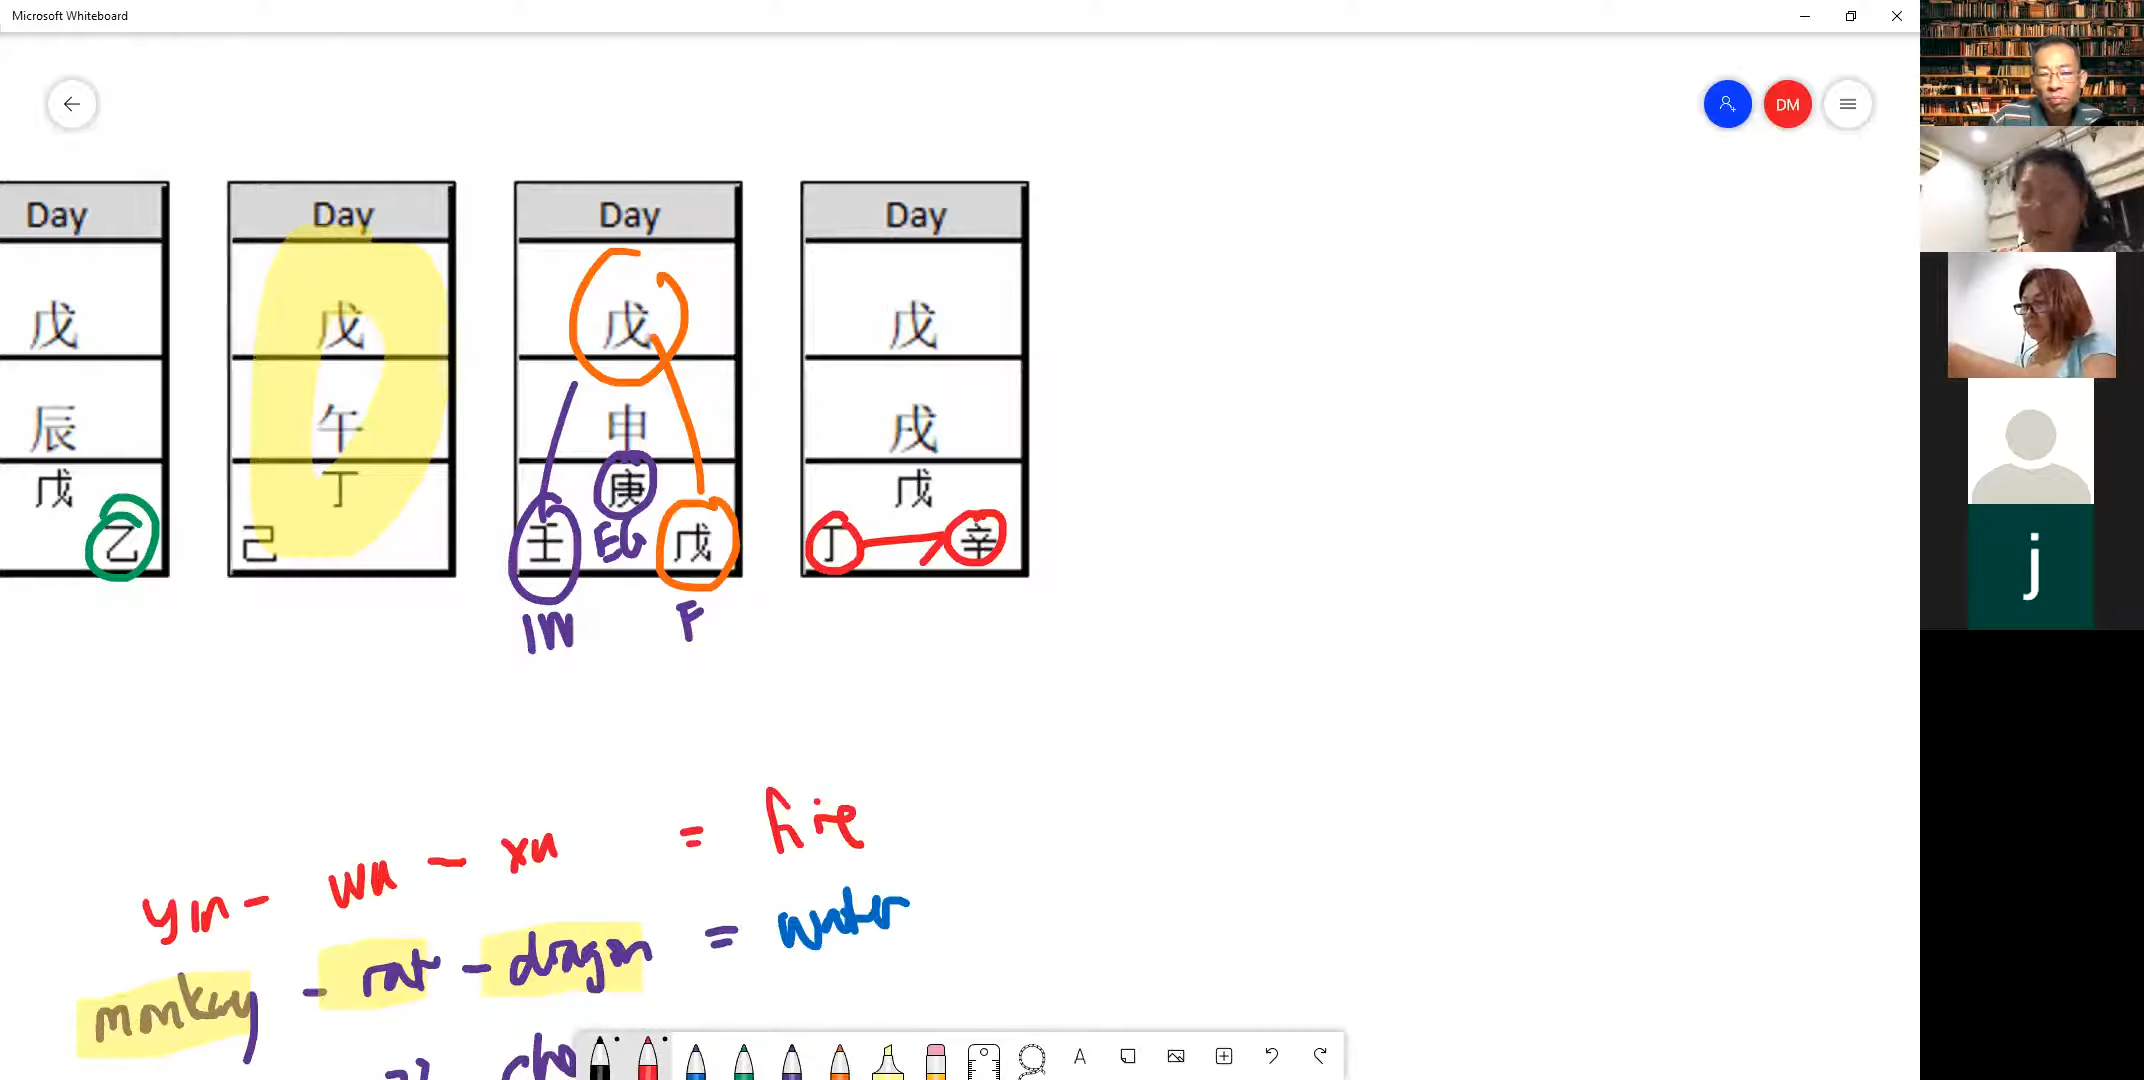 Microsoft Whiteboard
DM
Day Day Day Day
戊 戊 戊 戊
辰 午 申 戌
戊 丁 庚 戊
乙 己 壬 EG 戊 丁 辛
IW F
yin - wu - xu = fire
monkey - rat - dragon = water
A
j